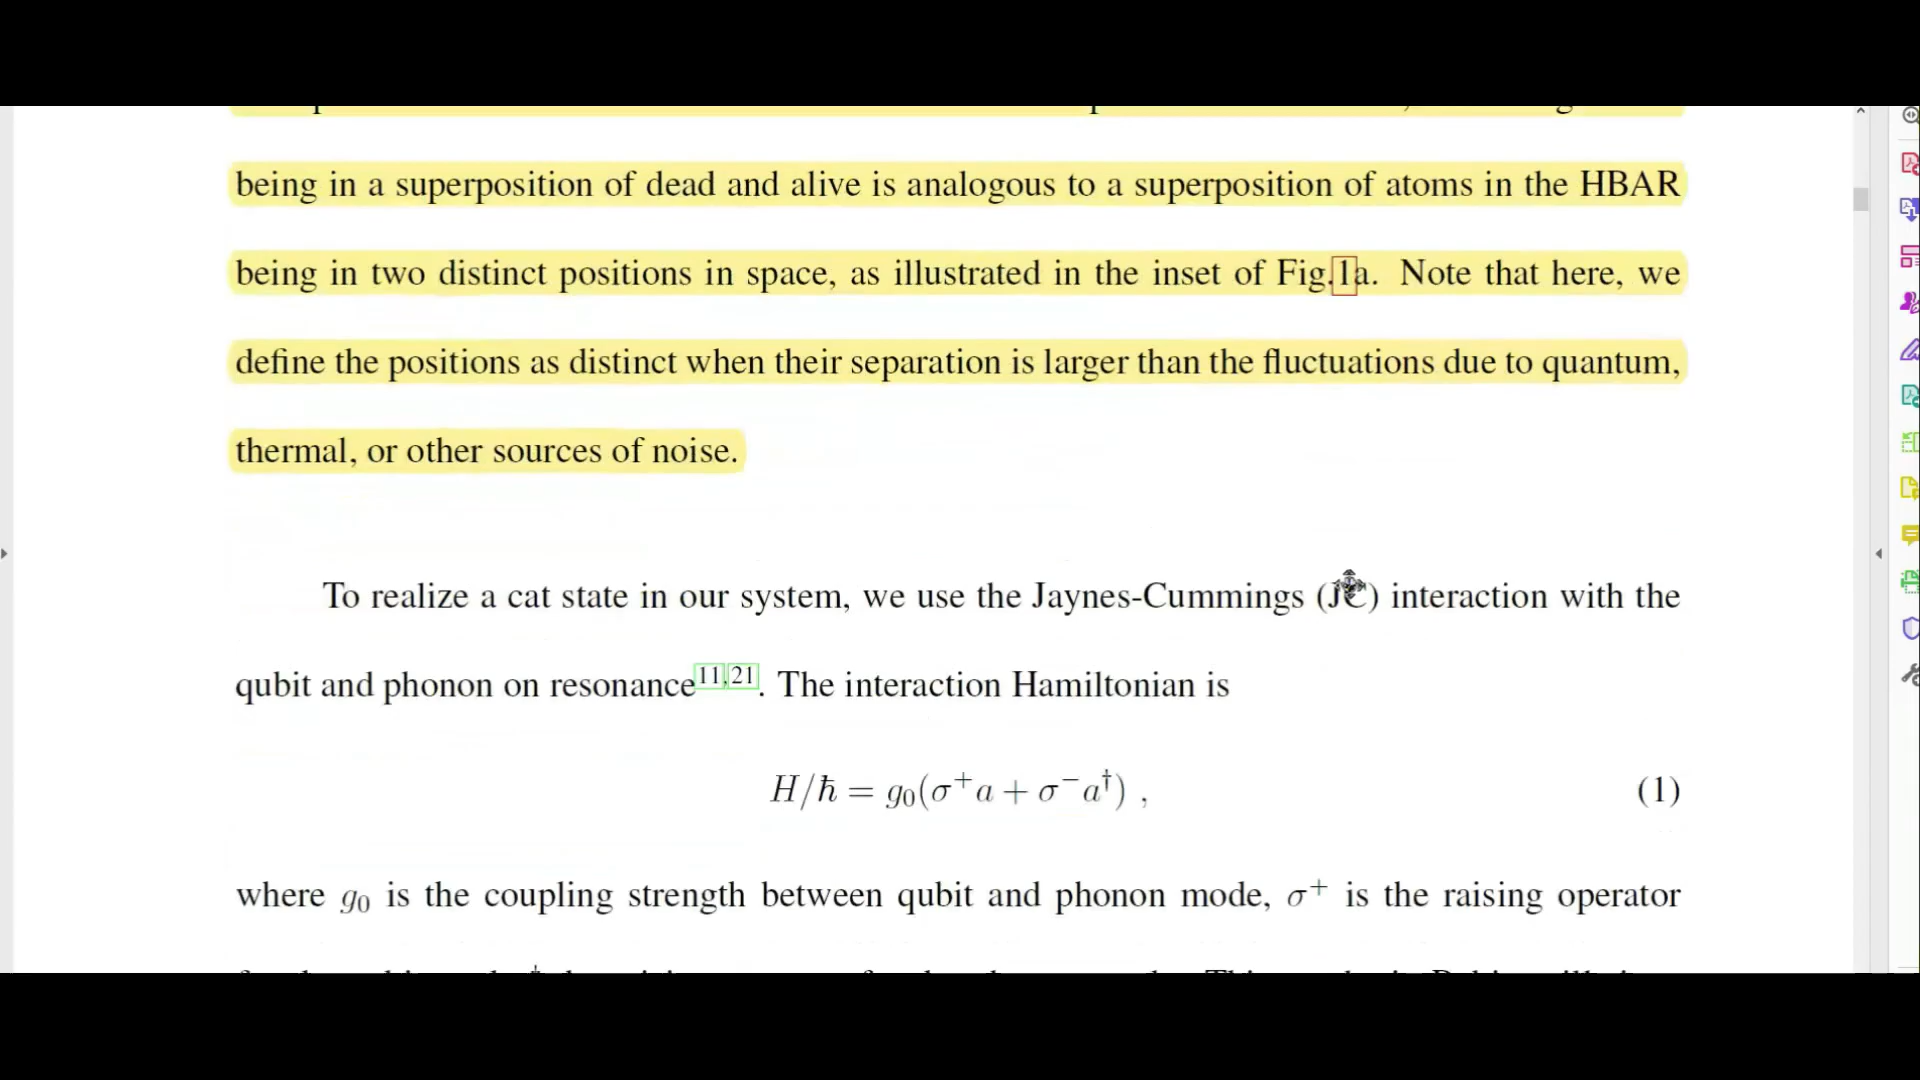 being in a superposition of dead and alive is analogous to a superposition of atoms in the HBAR
being in two distinct positions in space, as illustrated in the inset of Fig.1a. Note that here, we
define the positions as distinct when their separation is larger than the fluctuations due to quantum,
thermal, or other sources of noise.
To realize a cat state in our system, we use the Jaynes-Cummings (JC) interaction with the
qubit and phonon on resonance¹¹,²¹. The interaction Hamiltonian is
H/ħ = g₀(σ⁺a + σ⁻a†) , (1)
where g₀ is the coupling strength between qubit and phonon mode, σ⁺ is the raising operator